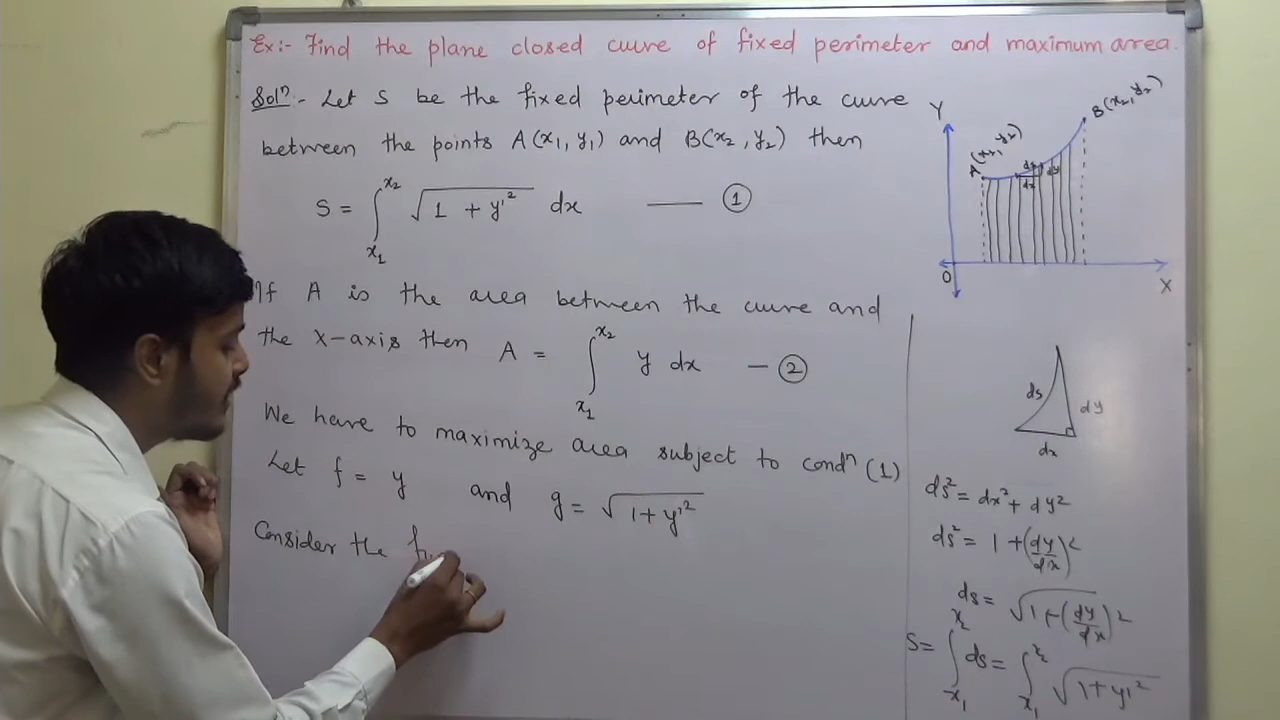 Ex:- Find the plane closed curve of fixed perimeter and maximum area.
Solⁿ:- Let S be the fixed perimeter of the curve
between the points A(x₁, y₁) and B(x₂, y₂) then
S = ∫_{x₁}^{x₂} √(1 + y'²) dx —— ①
If A is the area between the curve and
the X-axis then A = ∫_{x₁}^{x₂} y dx — ②
We have to maximize area subject to condⁿ (1)
Let f = y and g = √(1+y'²)
Consider the
Y
B(x₂, y₂)
ds
dx
dy
O
X
ds
dy
dx
ds² = dx² + dy²
ds² = 1 + (dy/dx)²
ds = √(1+(dy/dx)²)
S = ∫_{x₁}^{x₂} ds = ∫_{x₁}^{x₂} √(1+y'²)